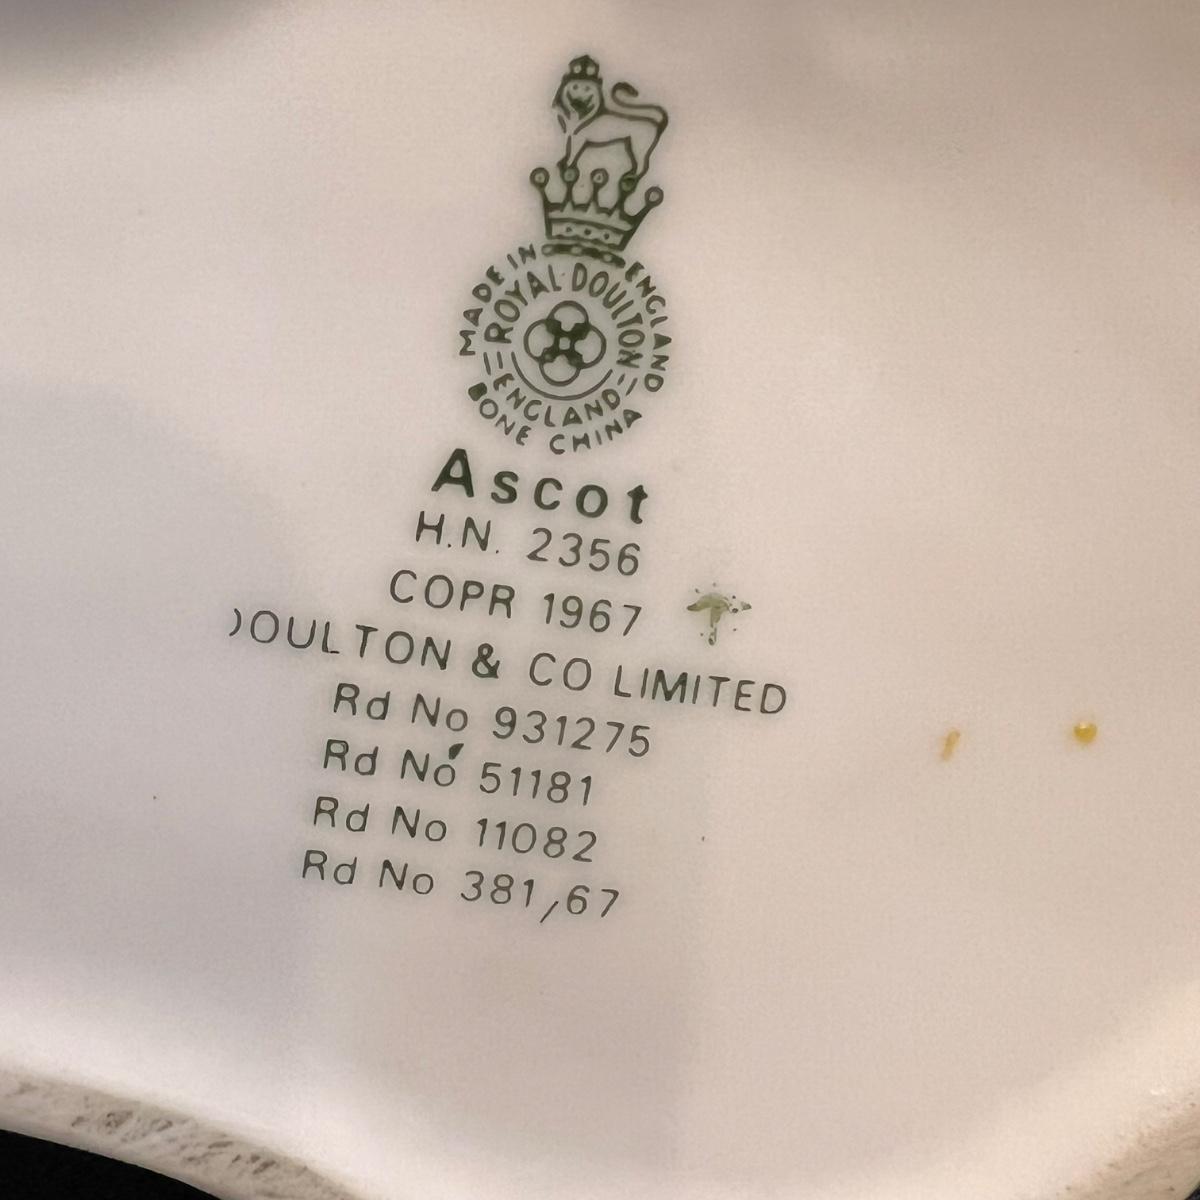 MADE IN ENGLAND
ROYAL·DOULTON
ENGLAND
BONE CHINA
Ascot
H.N. 2356
COPR 1967
DOULTON & CO LIMITED
Rd No 931275
Rd No 51181
Rd No 11082
Rd No 381/67